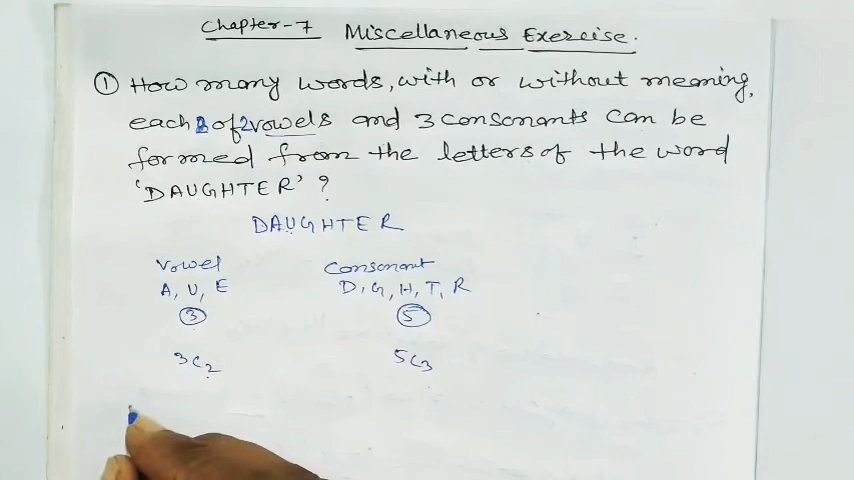 Chapter-7 Miscellaneous Exercise.
① How many words, with or without meaning,
each of 2 vowels and 3 consonants can be
formed from the letters of the word
'DAUGHTER' ?
DAUGHTER
Vowel Consonant
A, U, E D, G, H, T, R
③ ⑤
3C2 5C3